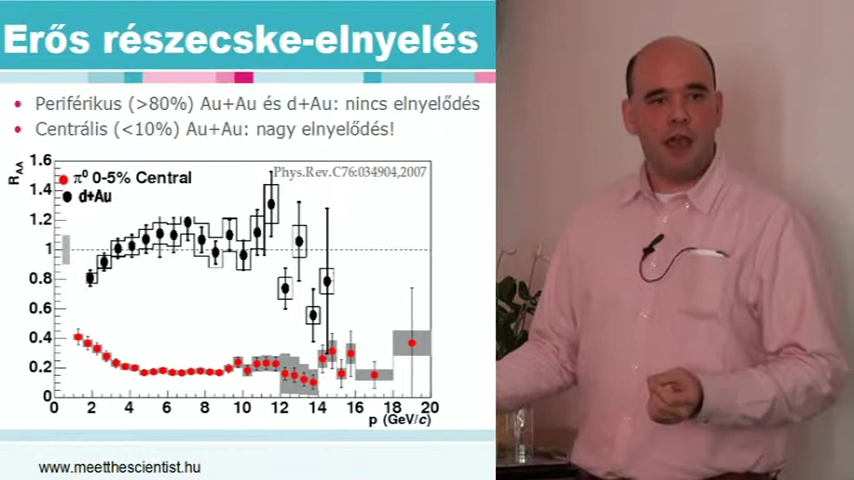 Erős részecske-elnyelés
• Periférikus (>80%) Au+Au és d+Au: nincs elnyelődés
• Centrális (<10%) Au+Au: nagy elnyelődés!
Phys.Rev.C76:034904,2007
π⁰ 0-5% Central
d+Au
R_AA
1.6
1.4
1.2
1
0.8
0.6
0.4
0.2
0
0 2 4 6 8 10 12 14 16 18 20
p (GeV/c)
www.meetthescientist.hu